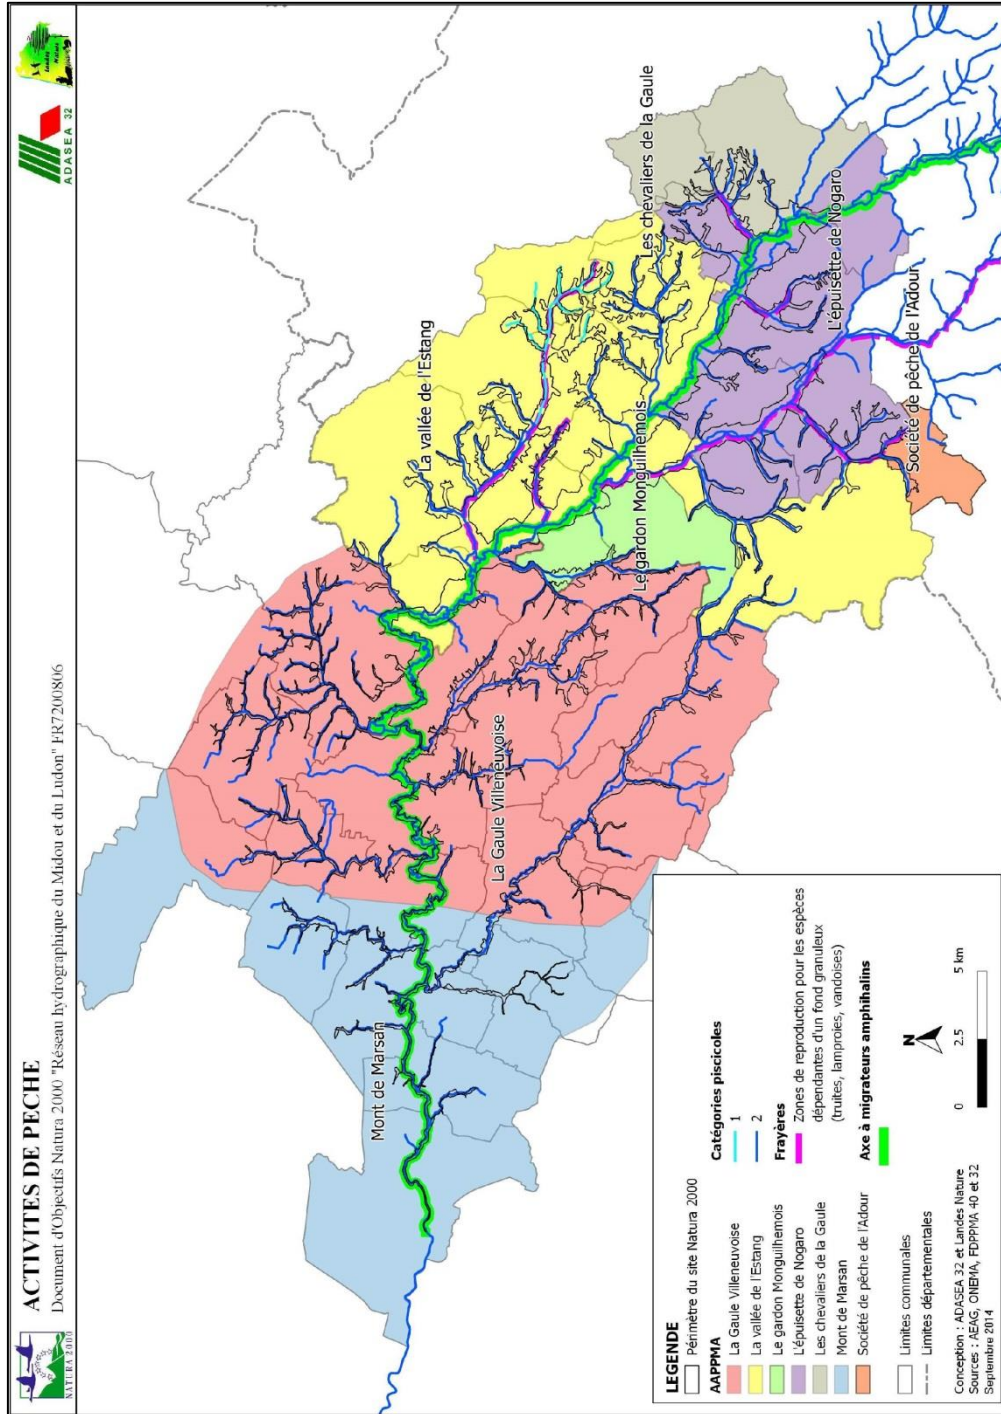 ACTIVITES DE PECHE
Document d'Objectifs Natura 2000 "Réseau hydrographique du Midou et du Ludon" FR7200806
NATURA 2000
ADASEA 32
Landes
Nature
Mont de Marsan
La Gaule Villeneuvoise
La vallée de l'Estang
Le gardon Monguilhemois
Les chevaliers de la Gaule
L'épuisette de Nogaro
Société de pêche de l'Adour
LEGENDE
Périmètre du site Natura 2000
AAPPMA
La Gaule Villeneuvoise
La vallée de l'Estang
Le gardon Monguilhemois
L'épuisette de Nogaro
Les chevaliers de la Gaule
Mont de Marsan
Société de pêche de l'Adour
Limites communales
Limites départementales
Catégories piscicoles
1
2
Frayères
Zones de reproduction pour les espèces
dépendantes d'un fond granuleux
(truites, lamproies, vandoises)
Axe à migrateurs amphihalins
N
0 2.5 5 km
Conception : ADASEA 32 et Landes Nature
Sources : AEAG, ONEMA, FDPPMA 40 et 32
Septembre 2014